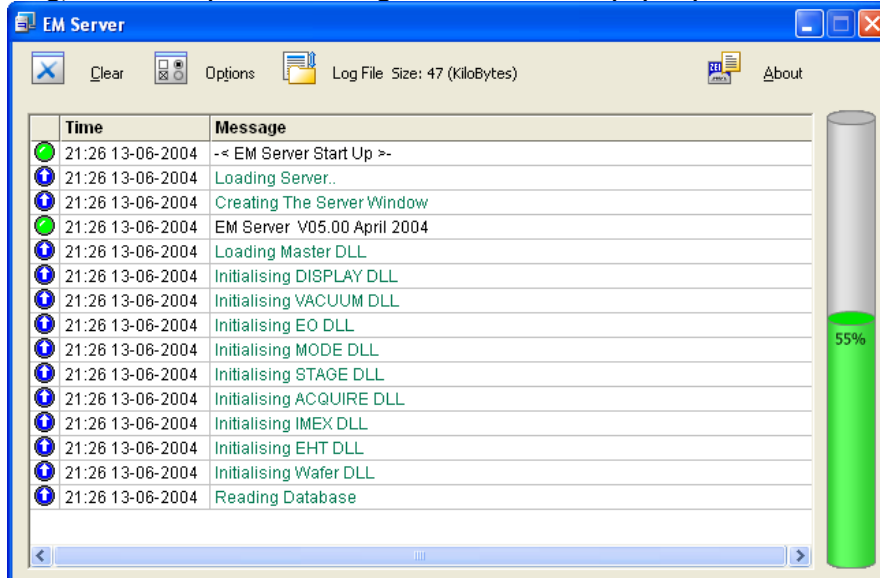 EM Server
Clear Options Log File Size: 47 (KiloBytes) About
Time Message
21:26 13-06-2004 -< EM Server Start Up >-
21:26 13-06-2004 Loading Server..
21:26 13-06-2004 Creating The Server Window
21:26 13-06-2004 EM Server V05.00 April 2004
21:26 13-06-2004 Loading Master DLL
21:26 13-06-2004 Initialising DISPLAY DLL
21:26 13-06-2004 Initialising VACUUM DLL
21:26 13-06-2004 Initialising EO DLL
55%
21:26 13-06-2004 Initialising MODE DLL
21:26 13-06-2004 Initialising STAGE DLL
21:26 13-06-2004 Initialising ACQUIRE DLL
21:26 13-06-2004 Initialising IMEX DLL
21:26 13-06-2004 Initialising EHT DLL
21:26 13-06-2004 Initialising Wafer DLL
21:26 13-06-2004 Reading Database